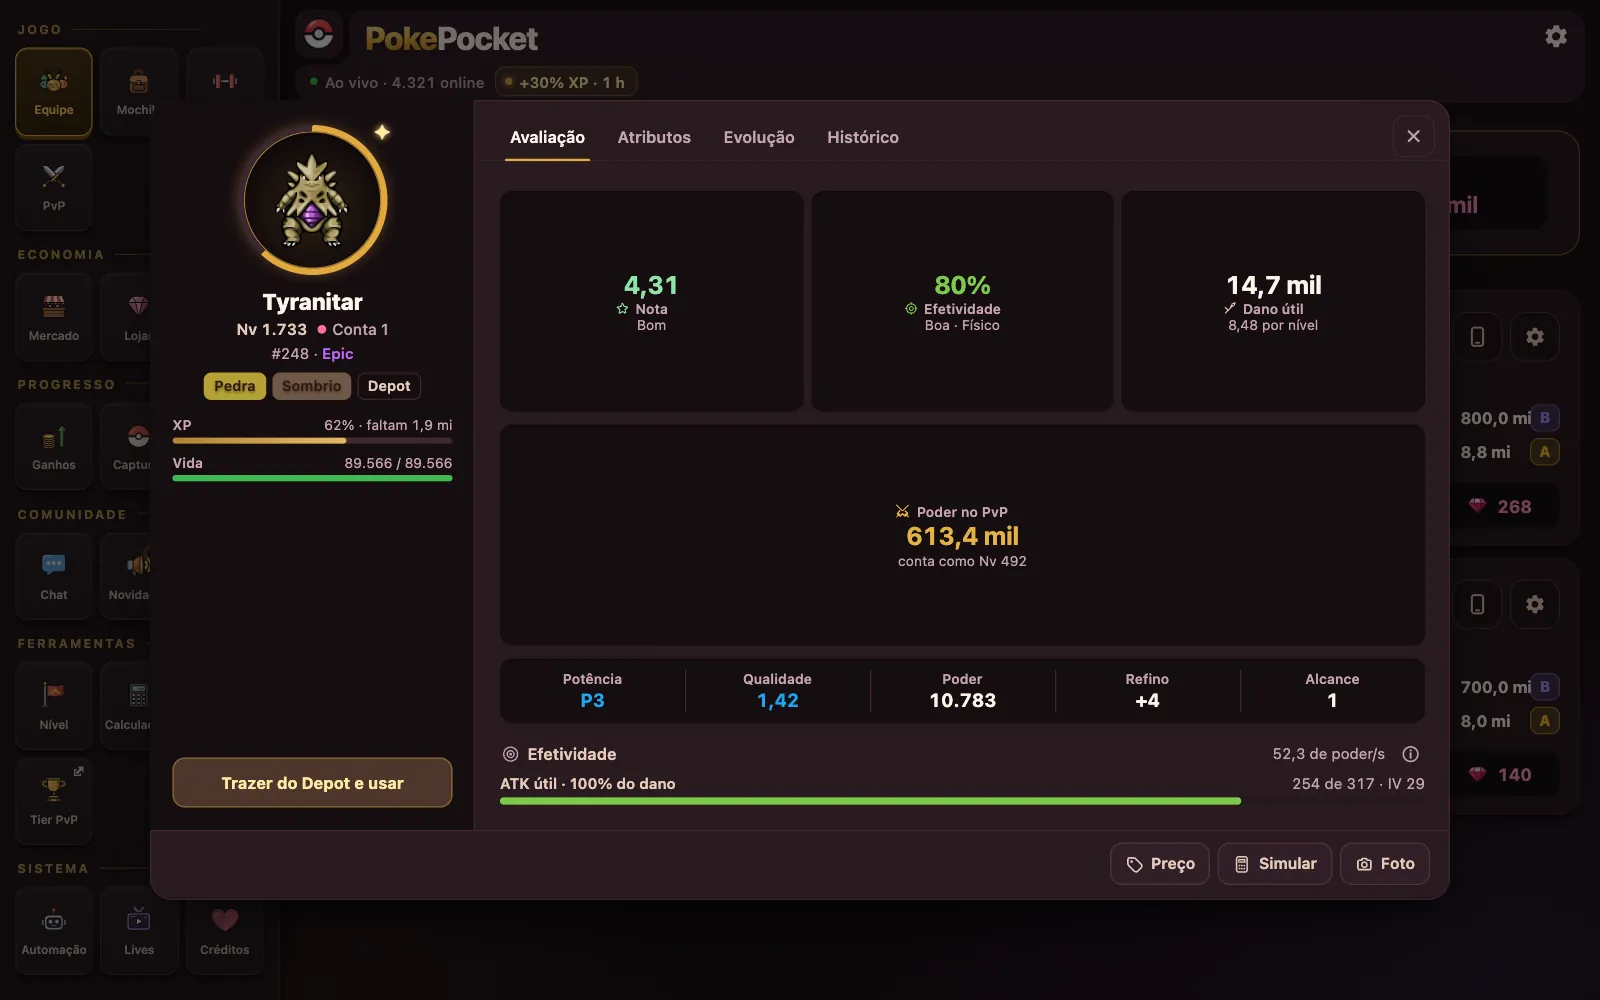 JOGO
Equipe
Mochil
PvP
ECONOMIA
Mercado
Lojas
PROGRESSO
Ganhos
Captur
COMUNIDADE
Chat
Novida
FERRAMENTAS
Nível
Calculad
Tier PvP
SISTEMA
Automação
Lives
Créditos
PokePocket
Ao vivo · 4.321 online
+30% XP · 1 h
Tyranitar
Nv 1.733 Conta 1
#248 · Epic
Pedra
Sombrio
Depot
XP
62% · faltam 1,9 mi
Vida
89.566 / 89.566
Trazer do Depot e usar
Avaliação
Atributos
Evolução
Histórico
4,31
Nota
Bom
80%
Efetividade
Boa · Físico
14,7 mil
Dano útil
8,48 por nível
Poder no PvP
613,4 mil
conta como Nv 492
Potência
P3
Qualidade
1,42
Poder
10.783
Refino
+4
Alcance
1
Efetividade
52,3 de poder/s
ATK útil · 100% do dano
254 de 317 · IV 29
Preço
Simular
Foto
mil
800,0 mi
B
8,8 mi
A
268
700,0 mi
B
8,0 mi
A
140